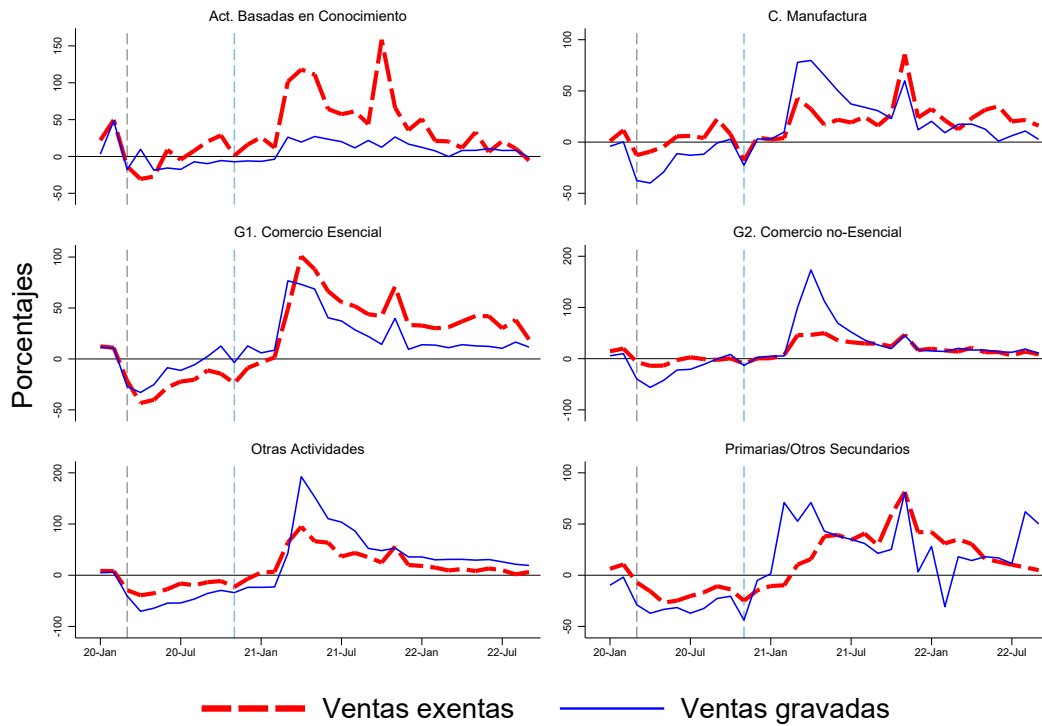 Act. Basadas en Conocimiento
C. Manufactura
150
100
50
0
-50
100
50
0
-50
G1. Comercio Esencial
G2. Comercio no-Esencial
Porcentajes
100
50
0
-50
200
100
0
-100
Otras Actividades
Primarias/Otros Secundarios
200
100
0
-100
100
50
0
-50
20-Jan 20-Jul 21-Jan 21-Jul 22-Jan 22-Jul
20-Jan 20-Jul 21-Jan 21-Jul 22-Jan 22-Jul
Ventas exentas Ventas gravadas